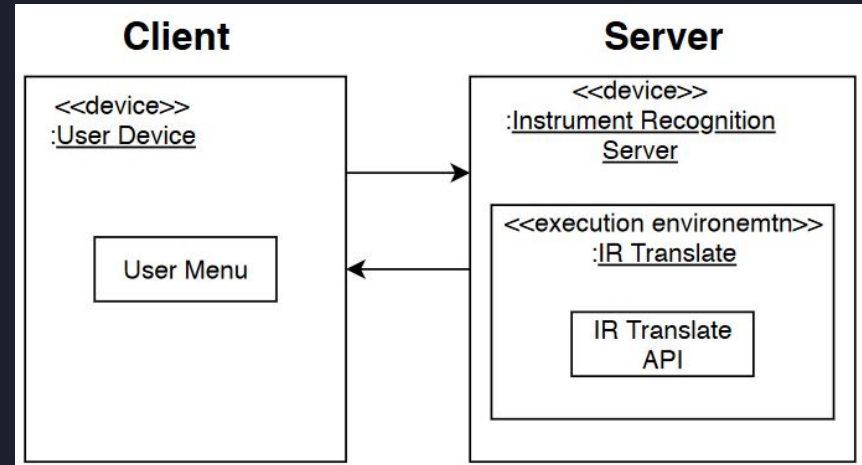 Client
Server
<<device>>
:User Device
User Menu
<<device>>
:Instrument Recognition
Server
<<execution environemtn>>
:IR Translate
IR Translate
API